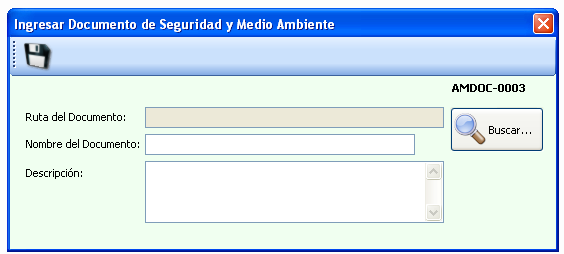 Ingresar Documento de Seguridad y Medio Ambiente
AMDOC-0003
Ruta del Documento:
Buscar...
Nombre del Documento:
Descripción: